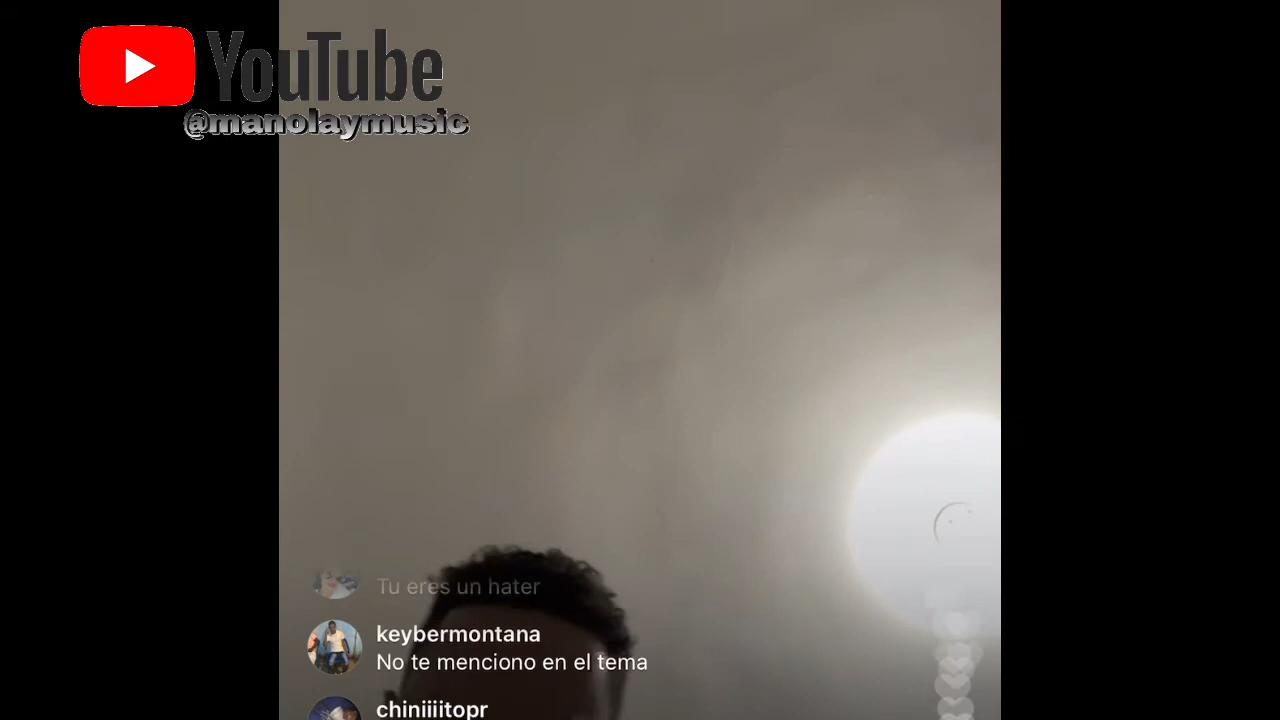 YouTube
@manolaymusic
Tu eres un hater
keybermontana
No te menciono en el tema
chiniiiitopr